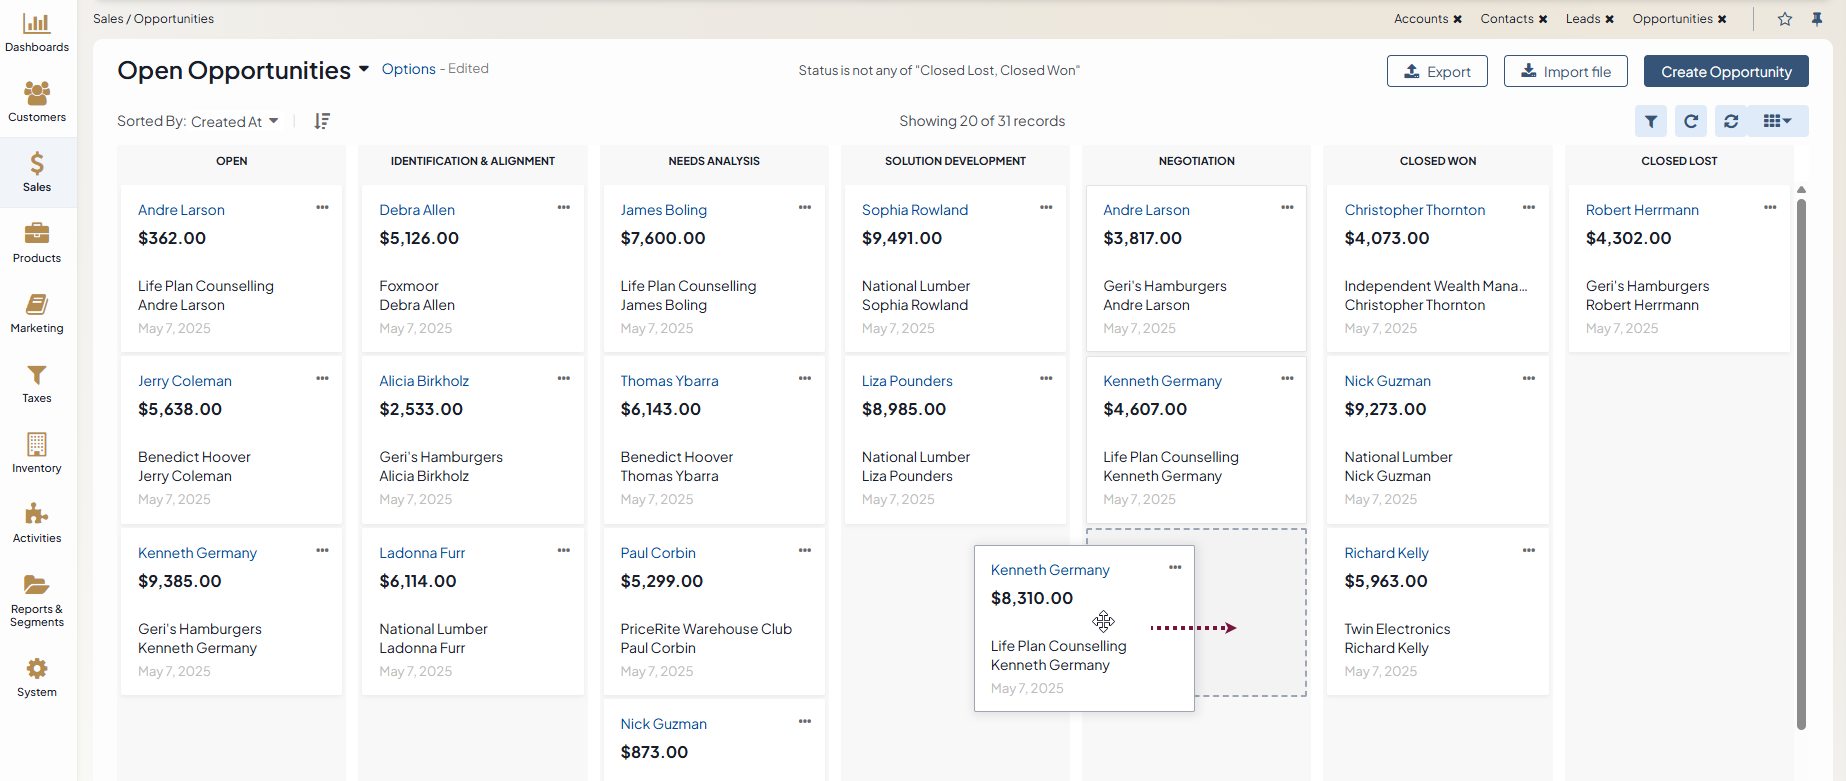 Dashboards
Customers
Sales
Products
Marketing
Taxes
Inventory
Activities
Reports &
Segments
System
Sales / Opportunities
Accounts ✖ Contacts ✖ Leads ✖ Opportunities ✖
Open Opportunities Options - Edited
Status is not any of "Closed Lost, Closed Won"
Export
Import file
Create Opportunity
Sorted By: Created At
Showing 20 of 31 records
OPEN
Andre Larson
$362.00
Life Plan Counselling
Andre Larson
May 7, 2025
Jerry Coleman
$5,638.00
Benedict Hoover
Jerry Coleman
May 7, 2025
Kenneth Germany
$9,385.00
Geri's Hamburgers
Kenneth Germany
May 7, 2025
IDENTIFICATION & ALIGNMENT
Debra Allen
$5,126.00
Foxmoor
Debra Allen
May 7, 2025
Alicia Birkholz
$2,533.00
Geri's Hamburgers
Alicia Birkholz
May 7, 2025
Ladonna Furr
$6,114.00
National Lumber
Ladonna Furr
May 7, 2025
NEEDS ANALYSIS
James Boling
$7,600.00
Life Plan Counselling
James Boling
May 7, 2025
Thomas Ybarra
$6,143.00
Benedict Hoover
Thomas Ybarra
May 7, 2025
Paul Corbin
$5,299.00
PriceRite Warehouse Club
Paul Corbin
May 7, 2025
Nick Guzman
$873.00
SOLUTION DEVELOPMENT
Sophia Rowland
$9,491.00
National Lumber
Sophia Rowland
May 7, 2025
Liza Pounders
$8,985.00
National Lumber
Liza Pounders
May 7, 2025
NEGOTIATION
Andre Larson
$3,817.00
Geri's Hamburgers
Andre Larson
May 7, 2025
Kenneth Germany
$4,607.00
Life Plan Counselling
Kenneth Germany
May 7, 2025
Kenneth Germany
$8,310.00
Life Plan Counselling
Kenneth Germany
May 7, 2025
CLOSED WON
Christopher Thornton
$4,073.00
Independent Wealth Mana...
Christopher Thornton
May 7, 2025
Nick Guzman
$9,273.00
National Lumber
Nick Guzman
May 7, 2025
Richard Kelly
$5,963.00
Twin Electronics
Richard Kelly
May 7, 2025
CLOSED LOST
Robert Herrmann
$4,302.00
Geri's Hamburgers
Robert Herrmann
May 7, 2025